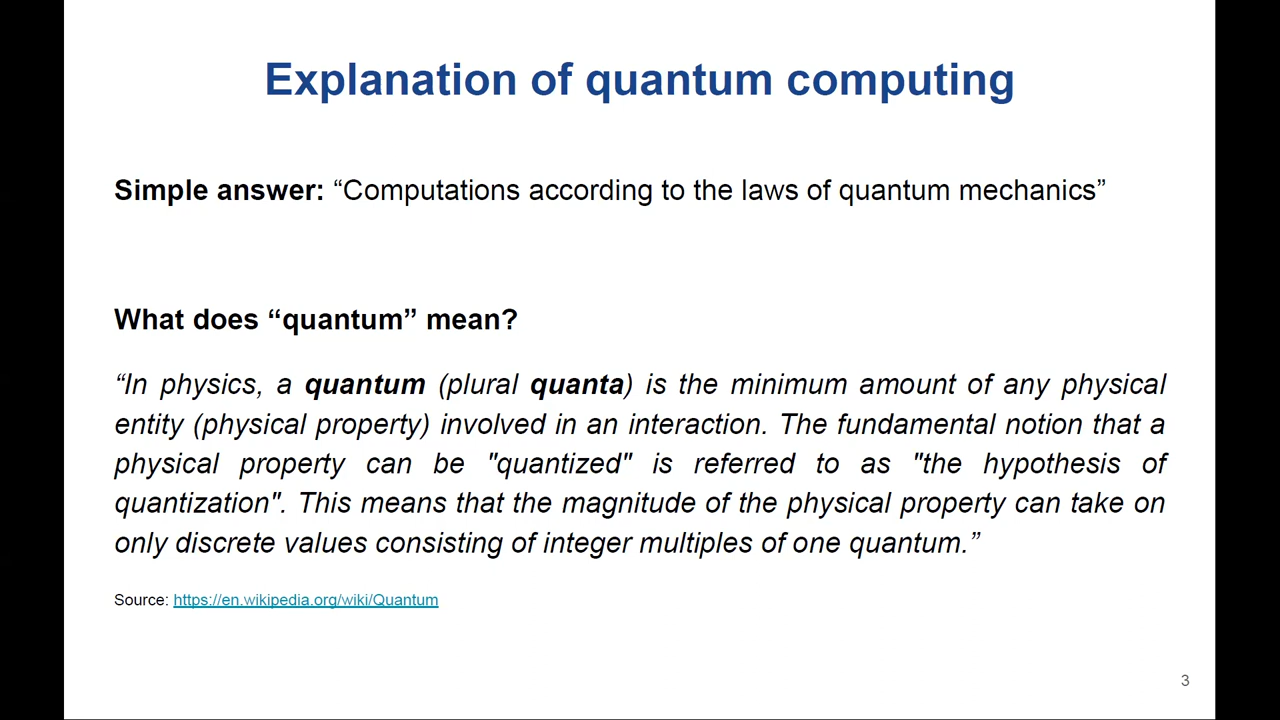 Explanation of quantum computing
Simple answer: “Computations according to the laws of quantum mechanics”
What does “quantum” mean?
“In physics, a quantum (plural quanta) is the minimum amount of any physical
entity (physical property) involved in an interaction. The fundamental notion that a
physical property can be "quantized" is referred to as "the hypothesis of
quantization". This means that the magnitude of the physical property can take on
only discrete values consisting of integer multiples of one quantum.”
Source: https://en.wikipedia.org/wiki/Quantum
3